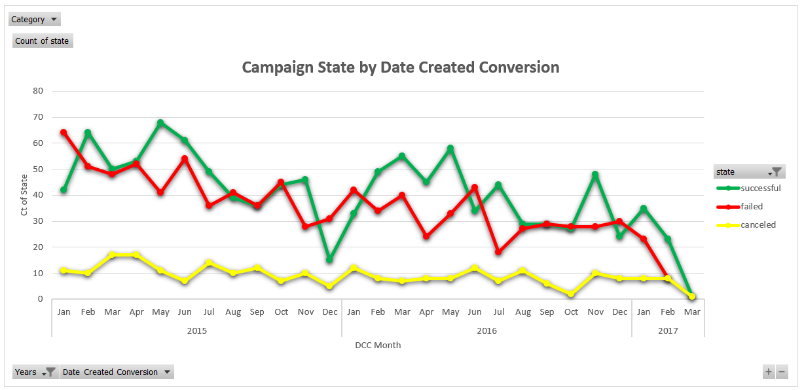 Category
Count of state
Campaign State by Date Created Conversion
80
70
60
50
40
30
20
10
0
Ct of State
Jan Feb Mar Apr May Jun Jul Aug Sep Oct Nov Dec Jan Feb Mar Apr May Jun Jul Aug Sep Oct Nov Dec Jan Feb Mar
2015 2016 2017
DCC Month
state
successful
failed
canceled
Years Date Created Conversion
+ −